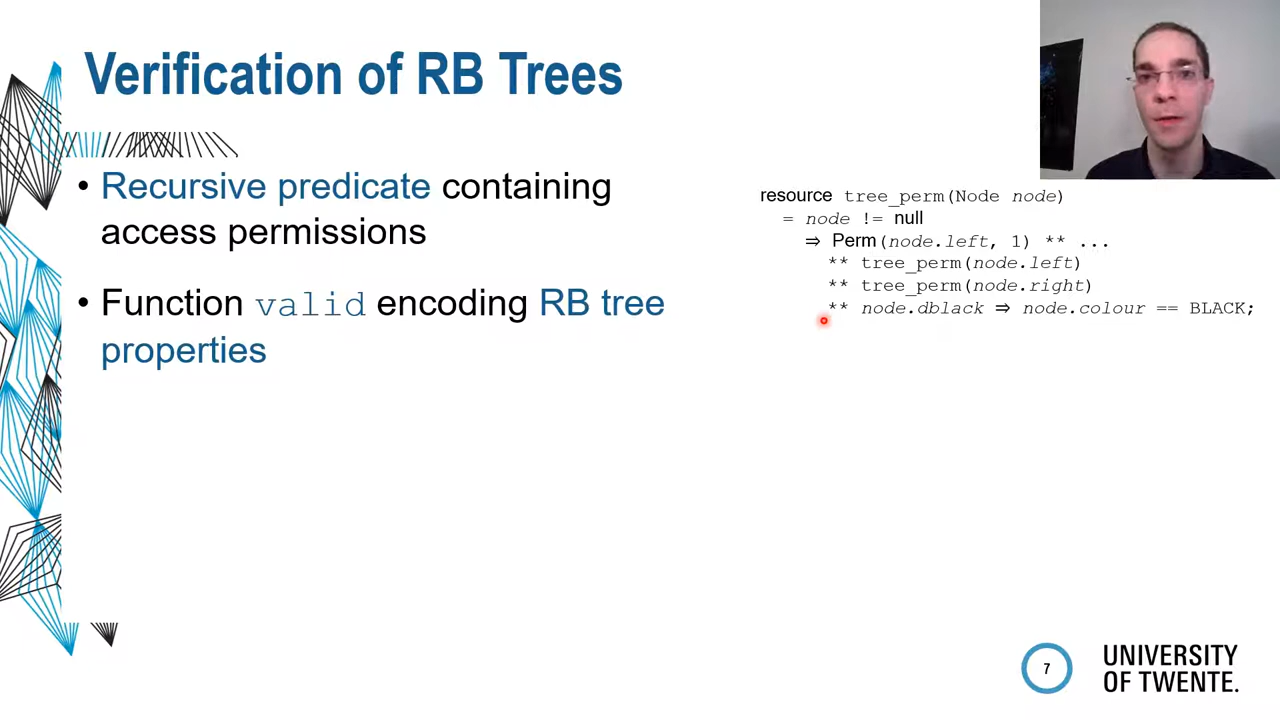 Verification of RB Trees
• Recursive predicate containing
access permissions
• Function valid encoding RB tree
properties
resource tree_perm(Node node)
= node != null
⇒ Perm(node.left, 1) ** ...
** tree_perm(node.left)
** tree_perm(node.right)
** node.dblack ⇒ node.colour == BLACK;
7
UNIVERSITY
OF TWENTE.